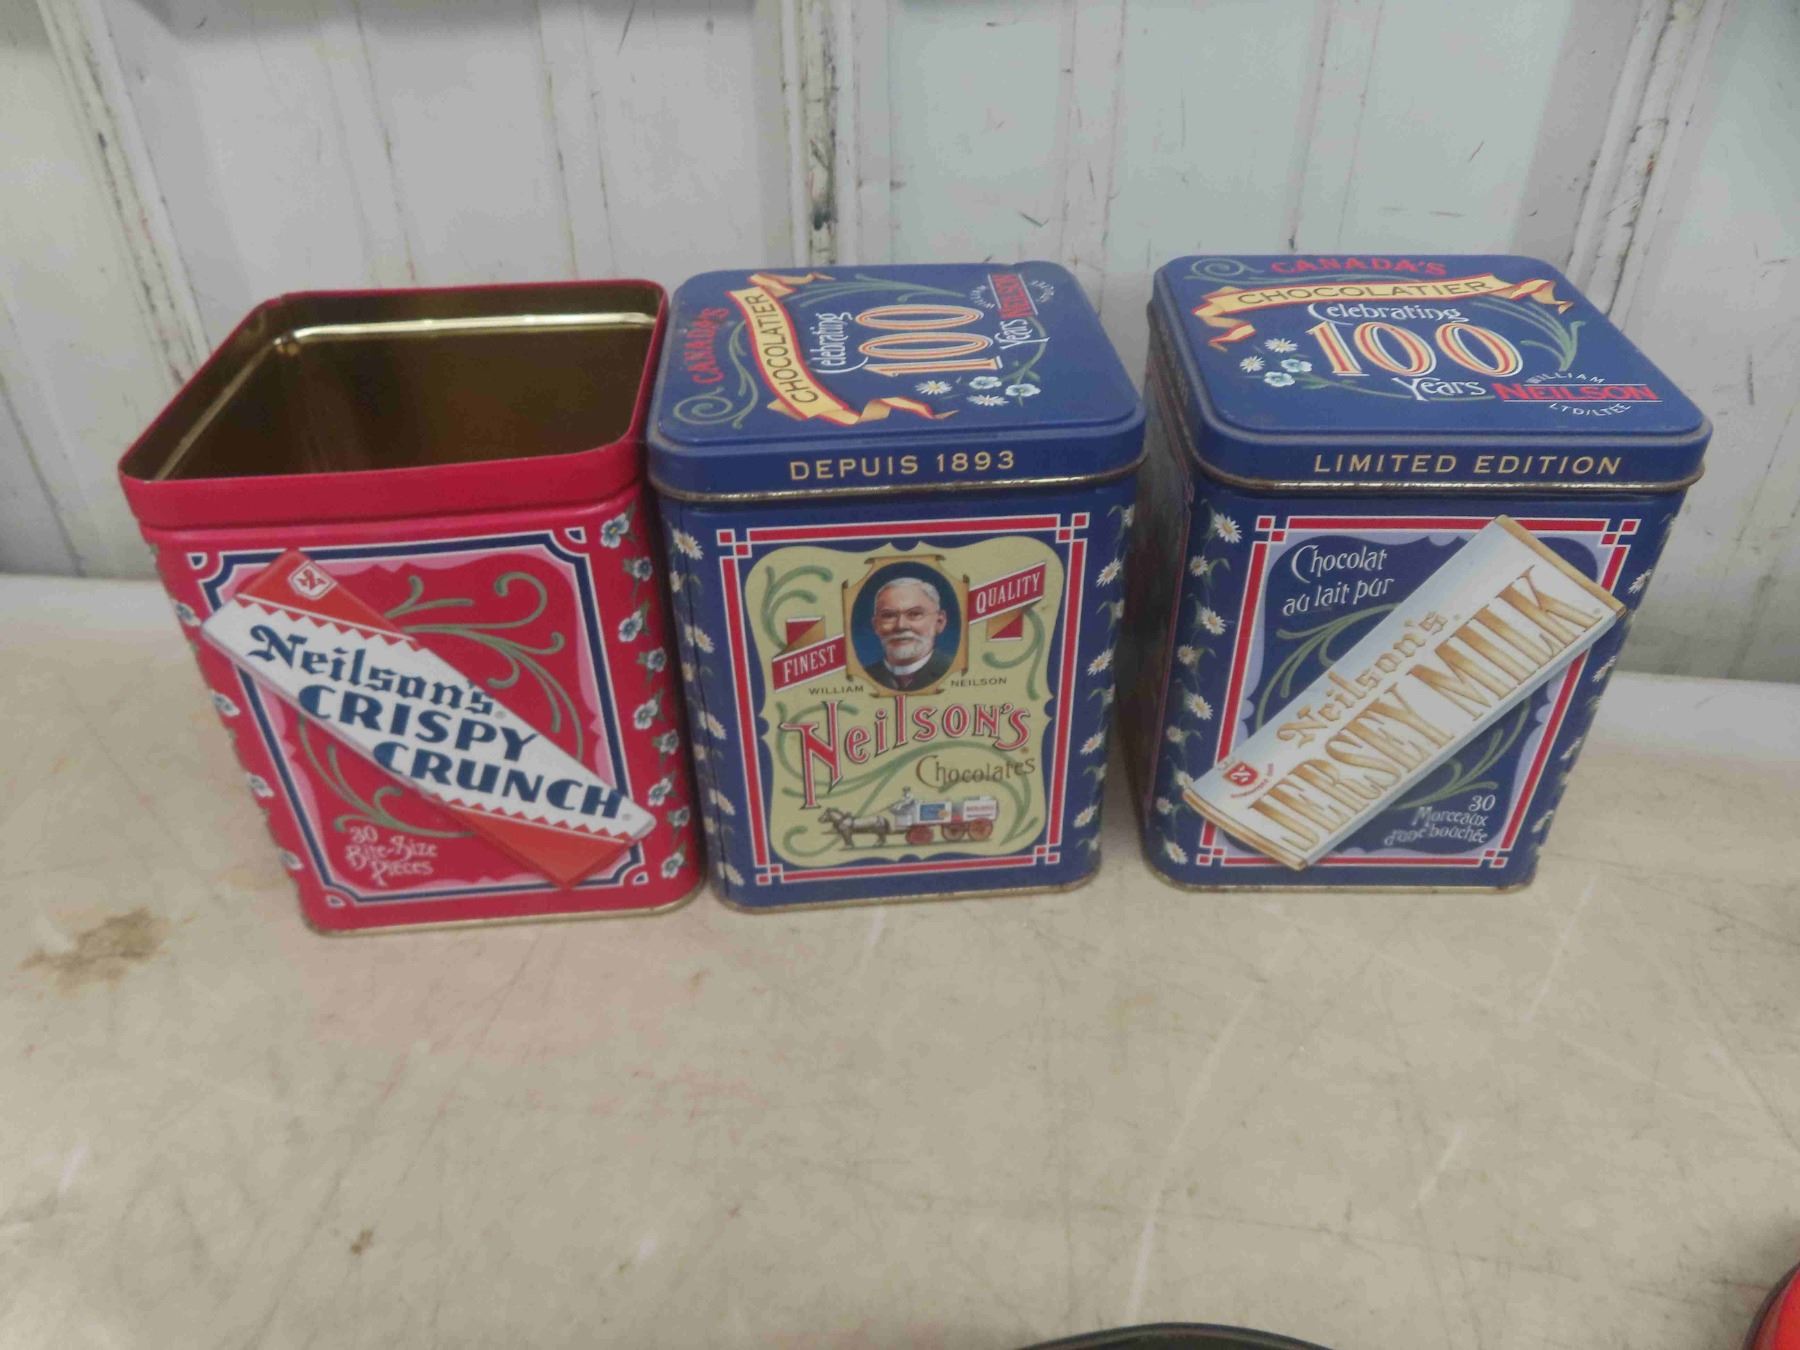 Neilson's
CRISPY
CRUNCH
30
Bite-Size
Pieces
CANADA'S
CHOCOLATIER
Celebrating
100
Years
WILLIAM
NEILSON
DEPUIS 1893
FINEST
QUALITY
WILLIAM NEILSON
Neilson's
Chocolates
CANADA'S
CHOCOLATIER
Celebrating
100
Years
WILLIAM
NEILSON
LTD/LTÉE
LIMITED EDITION
Chocolat
au lait pur
Neilson's
JERSEY MILK
30
Morceaux
d'une bouchée